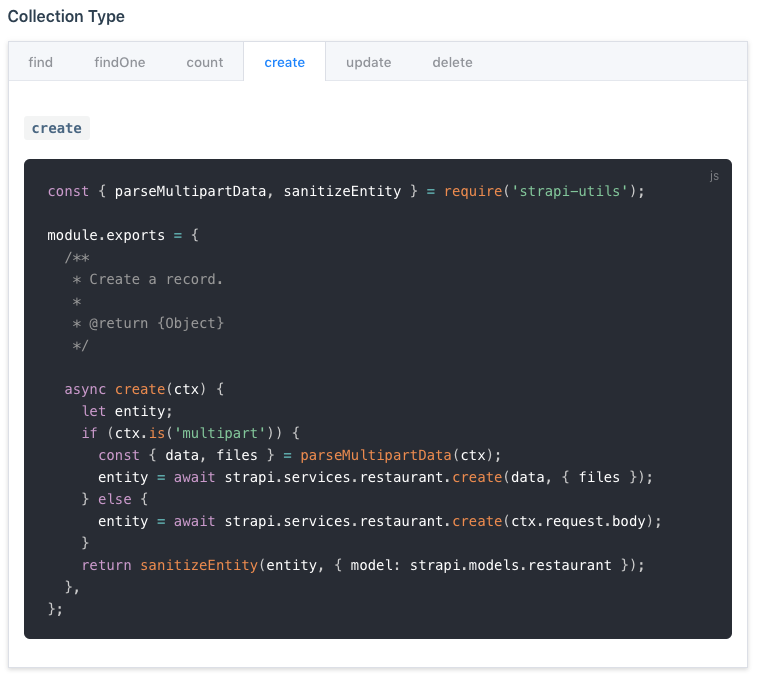 Collection Type
find findOne count create update delete
create
js
const { parseMultipartData, sanitizeEntity } = require('strapi-utils');
module.exports = {
  /**
   * Create a record.
   *
   * @return {Object}
   */
  async create(ctx) {
    let entity;
    if (ctx.is('multipart')) {
      const { data, files } = parseMultipartData(ctx);
      entity = await strapi.services.restaurant.create(data, { files });
    } else {
      entity = await strapi.services.restaurant.create(ctx.request.body);
    }
    return sanitizeEntity(entity, { model: strapi.models.restaurant });
  },
};